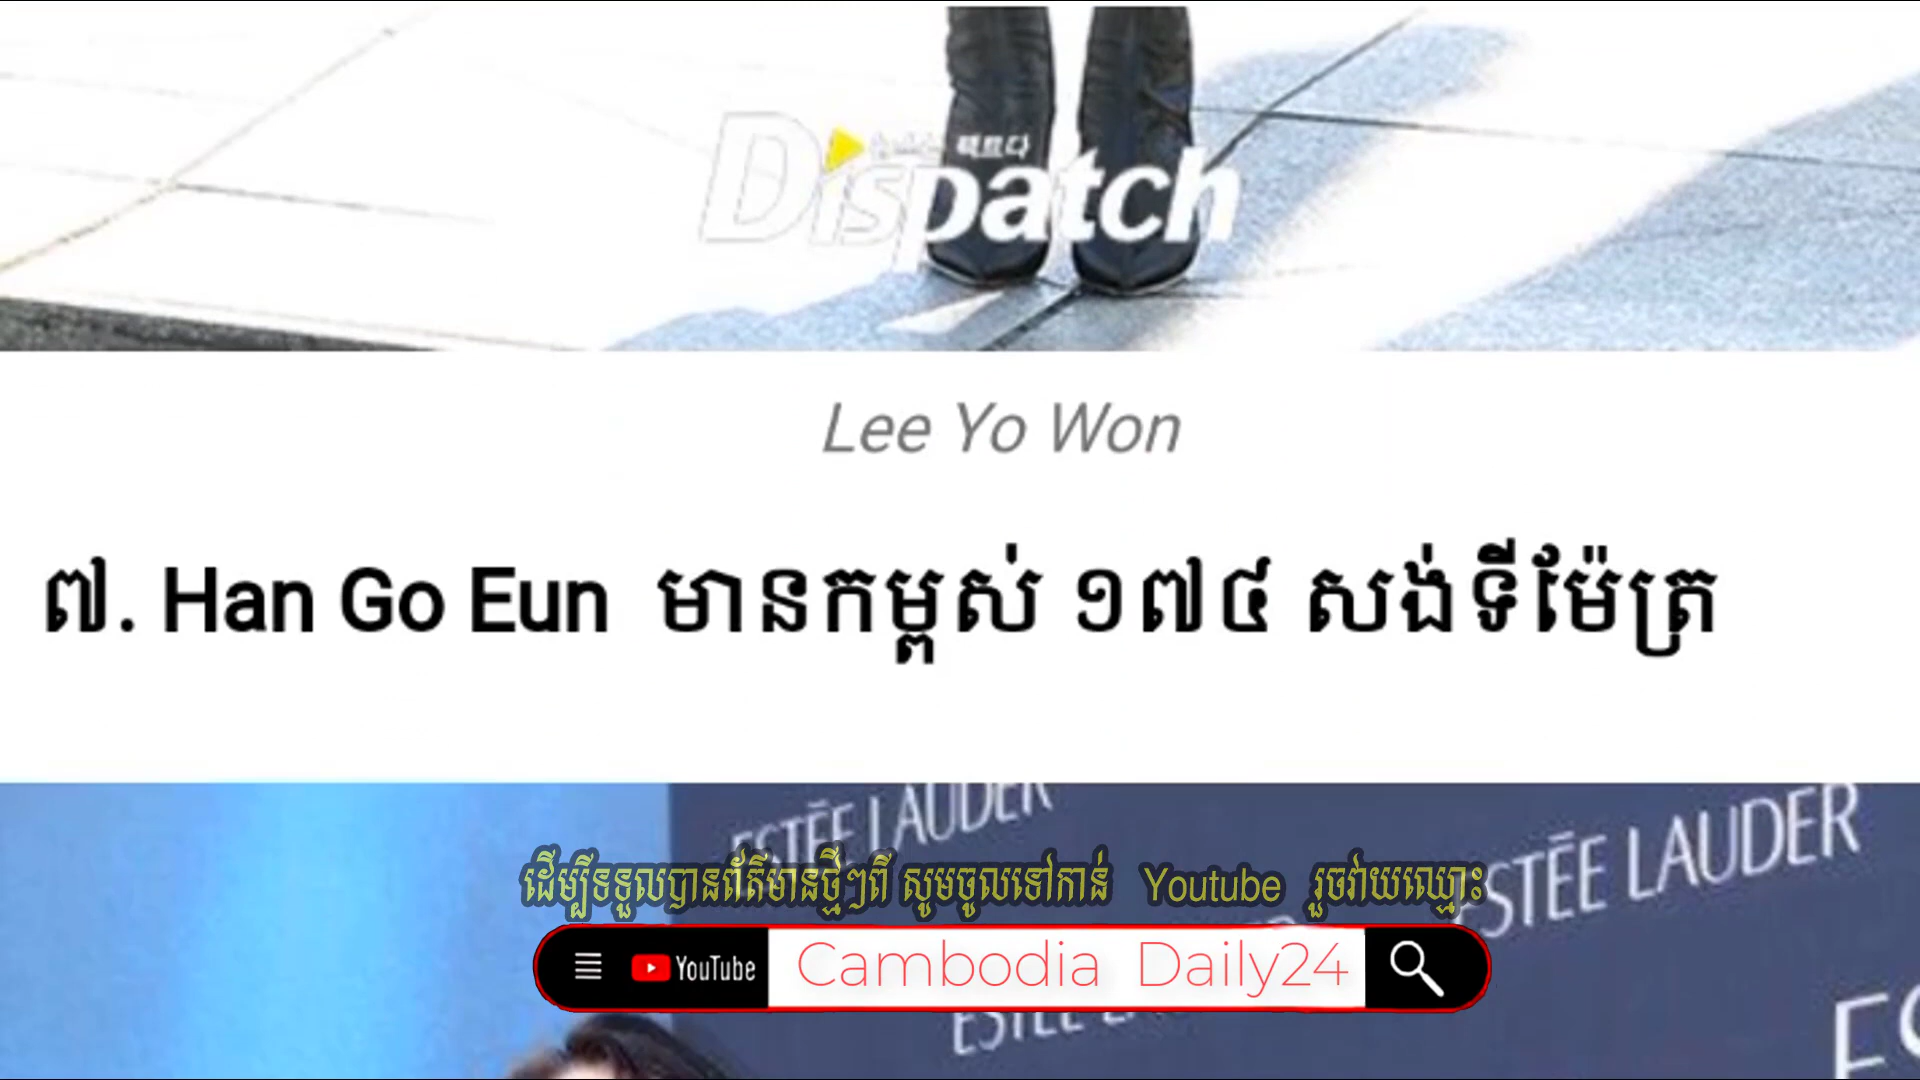 Dispatch
Lee Yo Won
៧. Han Go Eun មានកម្ពស់ ១៧៤ សង់ទីម៉ែត្រ
ESTĒE LAUDER
ESTĒE LAUDER
ដើម្បីទទួលបានព័ត៌មានថ្មីៗពី សូមចូលទៅកាន់ Youtube រួចវាយឈ្មោះ
YouTube Cambodia Daily24